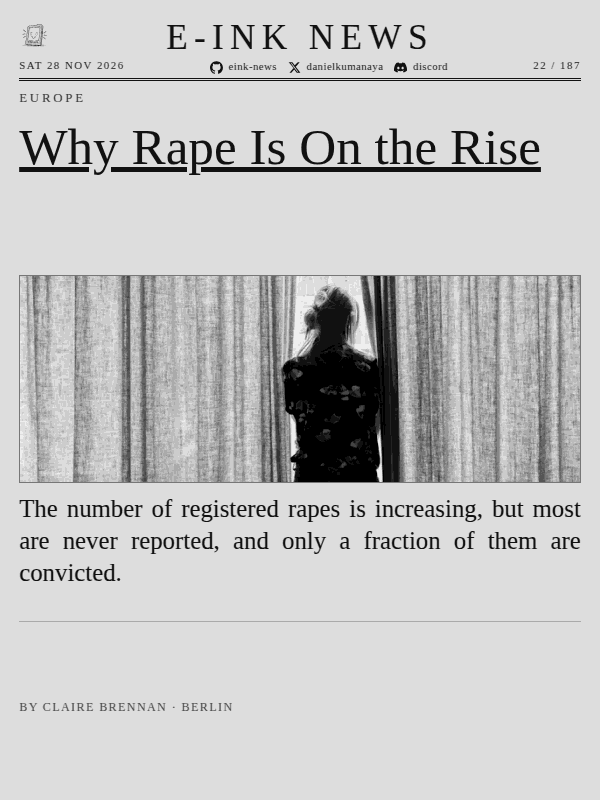 E-INK NEWS
SAT 28 NOV 2026
eink-news danielkumanaya discord
22 / 187
EUROPE
Why Rape Is On the Rise
The number of registered rapes is increasing, but most
are never reported, and only a fraction of them are
convicted.
BY CLAIRE BRENNAN · BERLIN